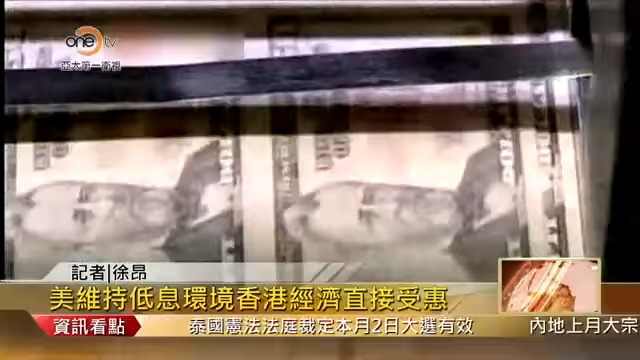 one tv
亞太第一衛視
記者|徐昂
美維持低息環境香港經濟直接受惠
資訊看點 泰國憲法法庭裁定本月2日大選有效 內地上月大宗